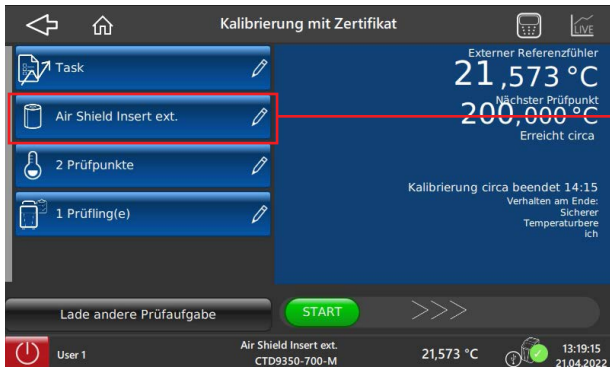 Kalibrierung mit Zertifikat
LIVE
Task
Air Shield Insert ext.
2 Prüfpunkte
1 Prüfling(e)
Externer Referenzfühler
21,573 °C
Nächster Prüfpunkt
200,000 °C
Erreicht circa
Kalibrierung circa beendet 14:15
Verhalten am Ende:
Sicherer
Temperaturbere
ich
Lade andere Prüfaufgabe
START
User 1
Air Shield Insert ext.
CTD9350-700-M
21,573 °C
13:19:15
21.04.2022